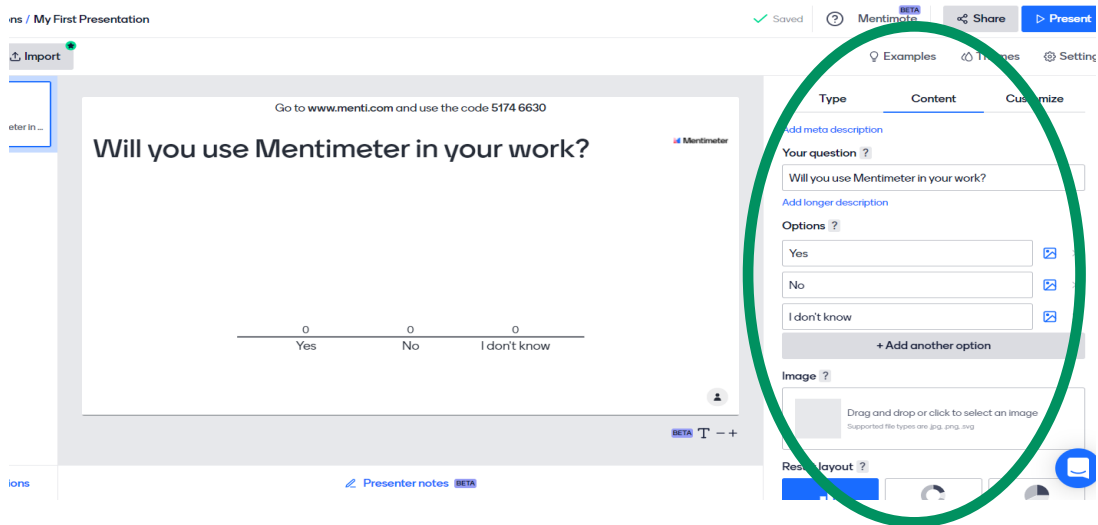 ons / My First Presentation
Saved
Mentimote
BETA
Share
Present
Import
Examples
Setting
Type
Content
Customize
eter in ...
Go to www.menti.com and use the code 5174 6630
Will you use Mentimeter in your work?
Mentimeter
0 0 0
Yes No I don't know
BETA T − +
ions
Presenter notes BETA
Add meta description
Your question ?
Will you use Mentimeter in your work?
Add longer description
Options ?
Yes
No
I don't know
+ Add another option
Image ?
Drag and drop or click to select an image
Supported file types are jpg, png, svg
layout ?